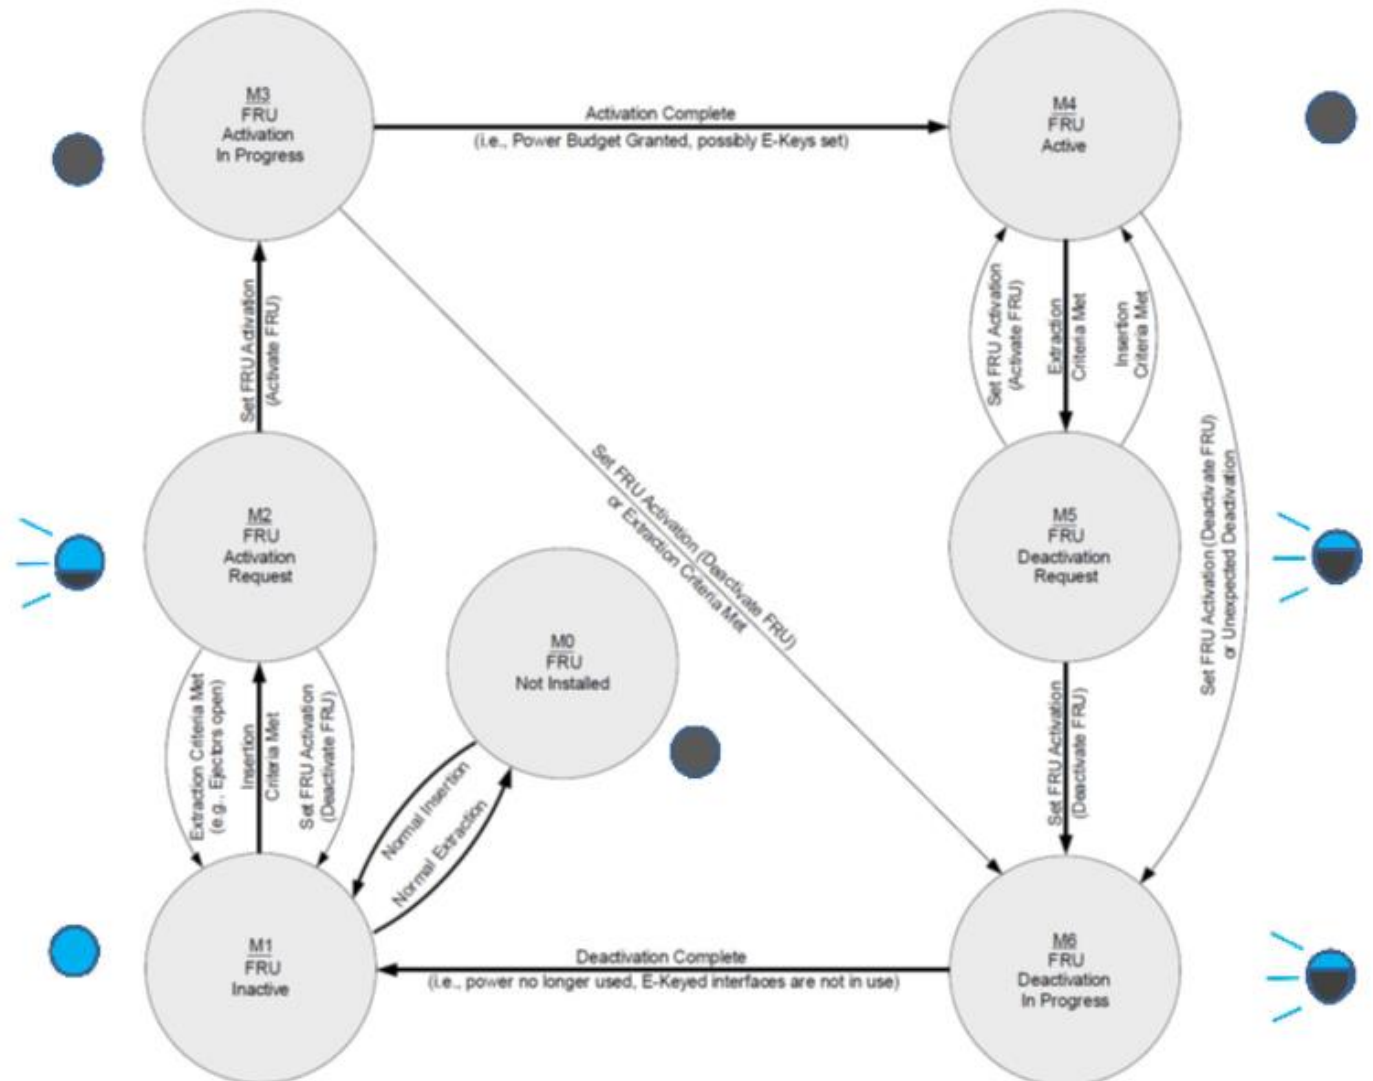 M3
FRU
Activation
In Progress
Activation Complete
(i.e., Power Budget Granted, possibly E-Keys set)
M4
FRU
Active
Set FRU Activation
(Activate FRU)
Set FRU Activation
(Activate FRU)
Extraction
Criteria Met
Insertion
Criteria Met
Set FRU Activation (Deactivate FRU)
or Extraction Criteria Met
Set FRU Activation (Deactivate FRU)
or Unexpected Deactivation
M2
FRU
Activation
Request
M5
FRU
Deactivation
Request
M0
FRU
Not Installed
Extraction Criteria Met
(e.g., Ejectors open)
Insertion
Criteria Met
Set FRU Activation
(Deactivate FRU)
Normal Insertion
Normal Extraction
Set FRU Activation
(Deactivate FRU)
M1
FRU
Inactive
Deactivation Complete
(i.e., power no longer used, E-Keyed interfaces are not in use)
M6
FRU
Deactivation
In Progress